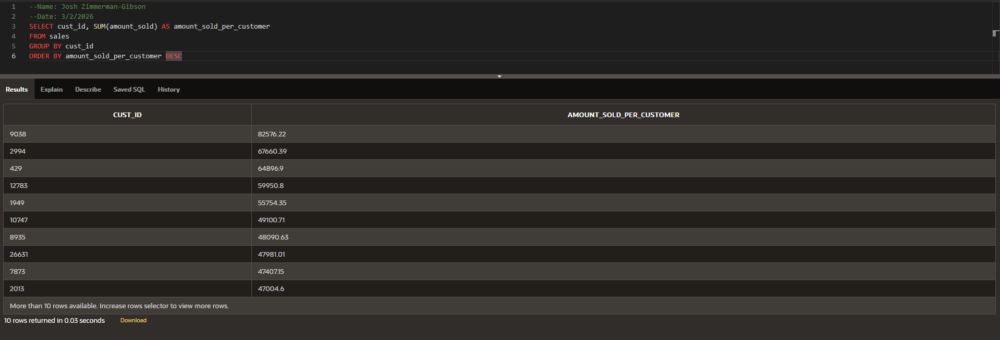 1 --Name: Josh Zimmerman-Gibson
2 --Date: 3/2/2026
3 SELECT cust_id, SUM(amount_sold) AS amount_sold_per_customer
4 FROM sales
5 GROUP BY cust_id
6 ORDER BY amount_sold_per_customer DESC
Results Explain Describe Saved SQL History
CUST_ID AMOUNT_SOLD_PER_CUSTOMER
9038 82576.22
2994 67660.39
429 64896.9
12783 59950.8
1949 55754.35
10747 49100.71
8935 48090.63
26631 47981.01
7873 47407.15
2013 47004.6
More than 10 rows available. Increase rows selector to view more rows.
10 rows returned in 0.03 seconds Download